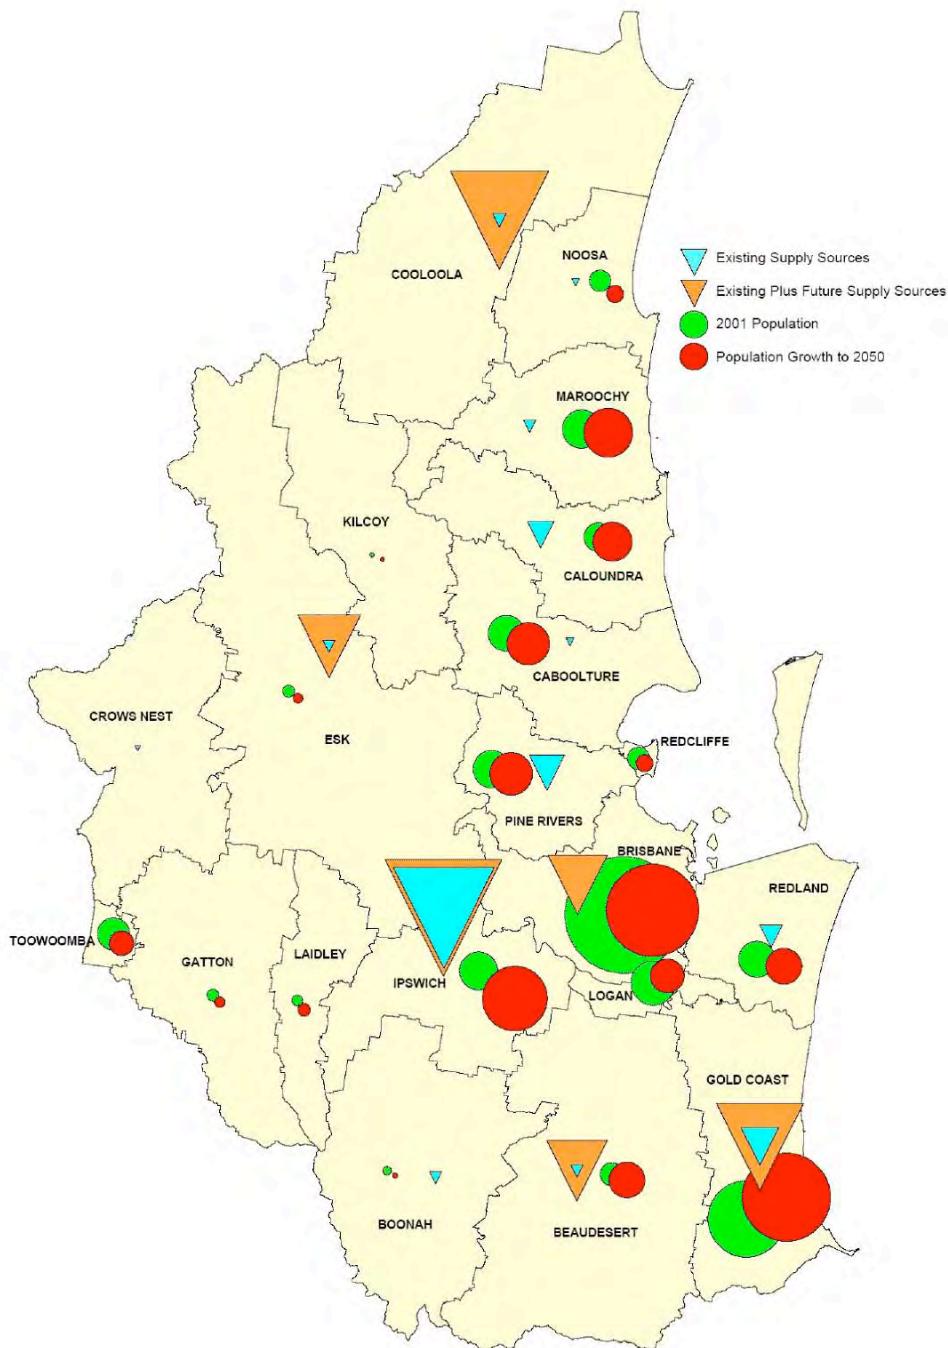 COOLOOLA
NOOSA
Existing Supply Sources
Existing Plus Future Supply Sources
2001 Population
Population Growth to 2050
MAROOCHY
KILCOY
CALOUNDRA
CABOOLTURE
CROWS NEST
ESK
REDCLIFFE
PINE RIVERS
BRISBANE
REDLAND
TOOWOOMBA
GATTON
LAIDLEY
IPSWICH
LOGAN
GOLD COAST
BOONAH
BEAUDESERT